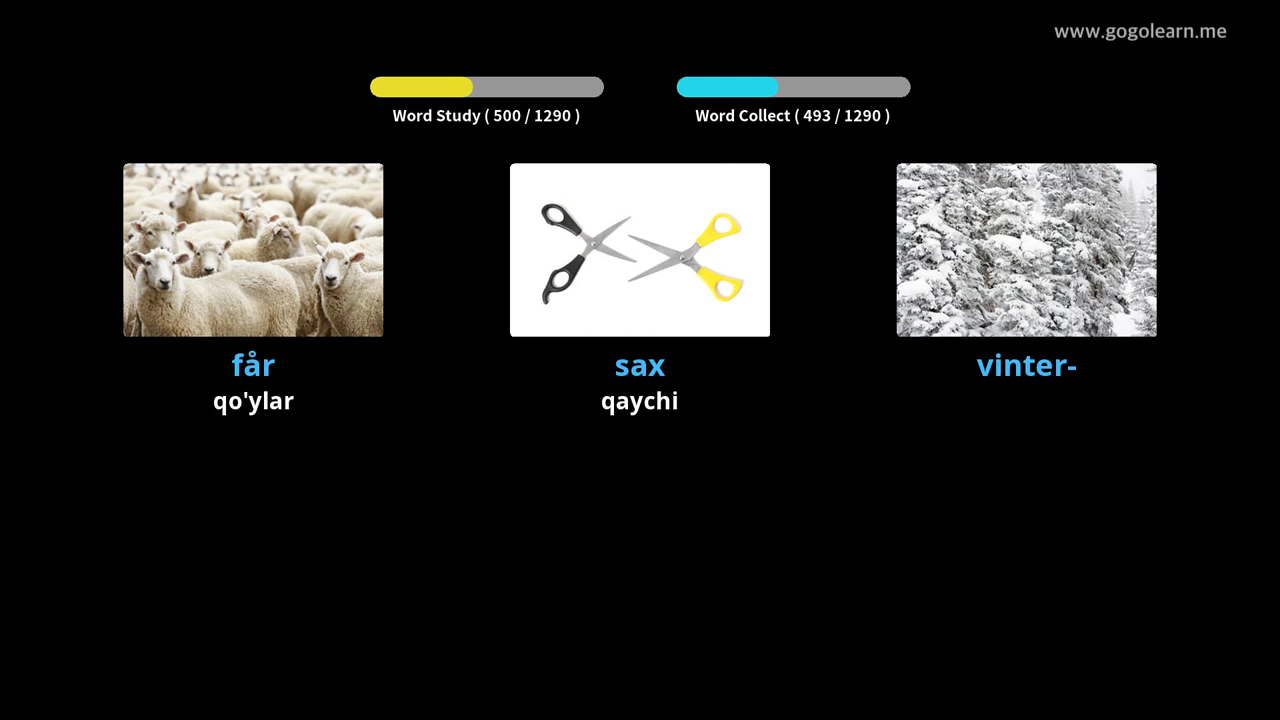 www.gogolearn.me
Word Study ( 500 / 1290 )
Word Collect ( 493 / 1290 )
får
sax
vinter-
qo'ylar
qaychi